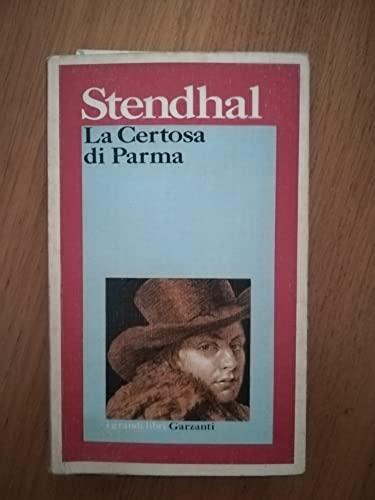 Stendhal
La Certosa
di Parma
i grandi libri Garzanti